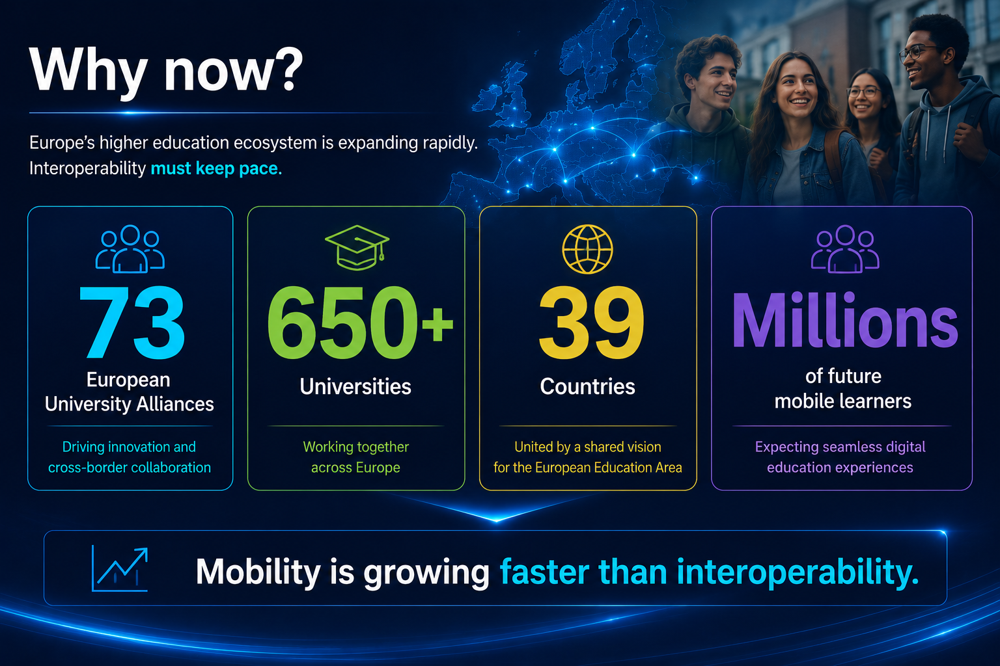 Why now?
Europe’s higher education ecosystem is expanding rapidly.
Interoperability must keep pace.
73
European
University Alliances
Driving innovation and
cross-border collaboration
650+
Universities
Working together
across Europe
39
Countries
United by a shared vision
for the European Education Area
Millions
of future
mobile learners
Expecting seamless digital
education experiences
Mobility is growing faster than interoperability.